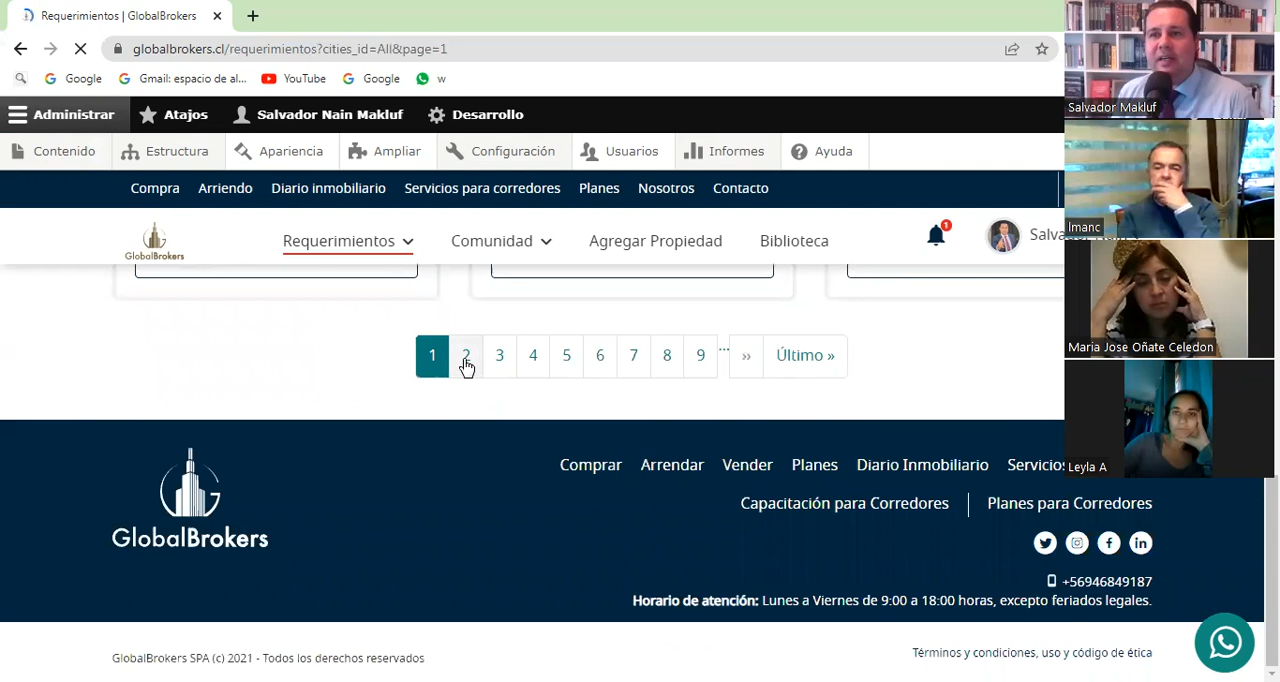 Requerimientos | GlobalBrokers
globalbrokers.cl/requerimientos?cities_id=All&page=1
Google Gmail: espacio de al... YouTube Google w
Administrar Atajos Salvador Nain Makluf Desarrollo
Contenido Estructura Apariencia Ampliar Configuración Usuarios Informes Ayuda
Compra Arriendo Diario inmobiliario Servicios para corredores Planes Nosotros Contacto
GlobalBrokers Requerimientos Comunidad Agregar Propiedad Biblioteca 1
1 2 3 4 5 6 7 8 9 ... ›› Último »
GlobalBrokers
Comprar Arrendar Vender Planes Diario Inmobiliario
Capacitación para Corredores | Planes para Corredores
+56946849187
Horario de atención: Lunes a Viernes de 9:00 a 18:00 horas, excepto feriados legales.
GlobalBrokers SPA (c) 2021 - Todos los derechos reservados
Términos y condiciones, uso y código de ética
Salvador Makluf
lmanc
Maria Jose Oñate Celedon
Leyla A